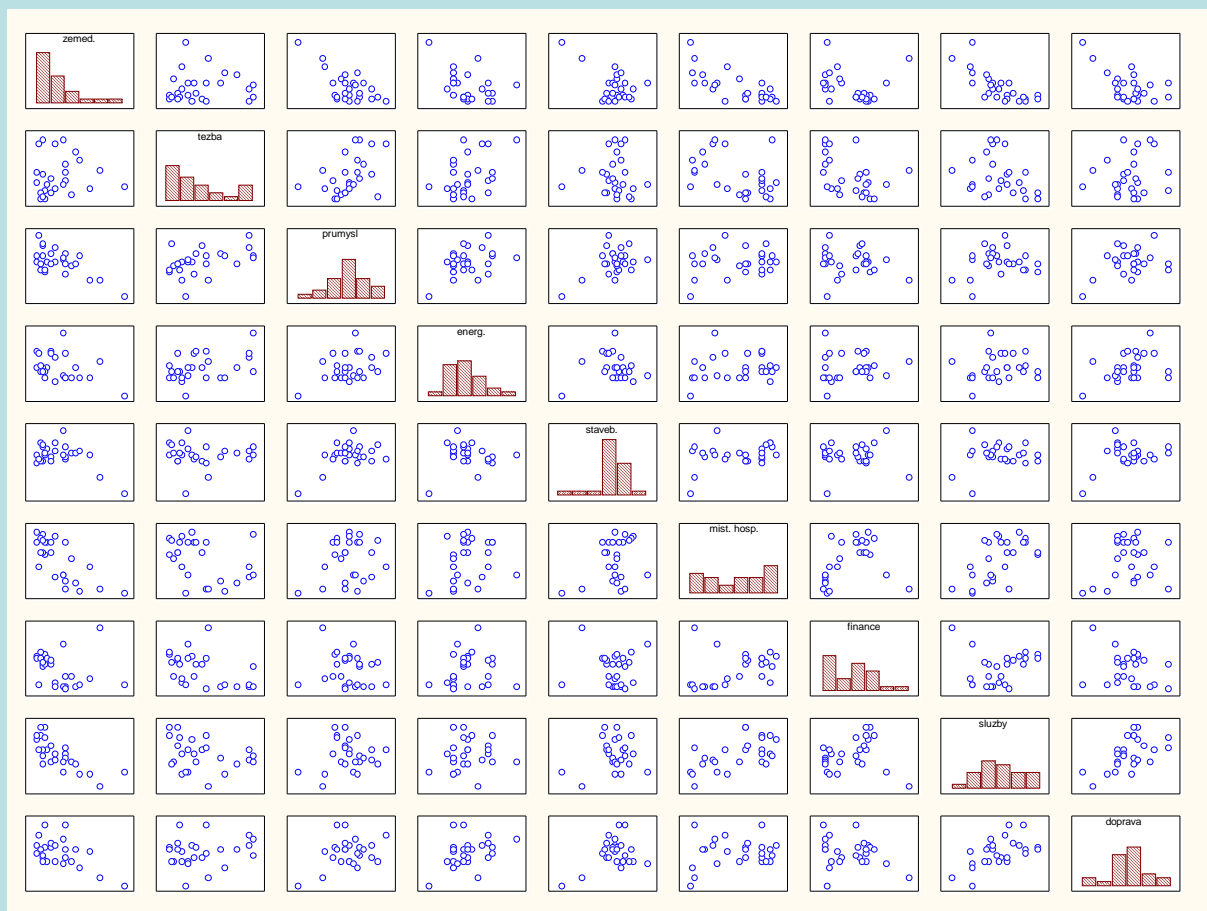 zemed.
tezba
prumysl
energ.
staveb.
mist. hosp.
finance
sluzby
doprava